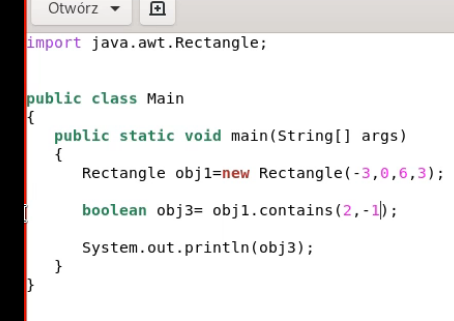 Otwórz
import java.awt.Rectangle;
public class Main
{
public static void main(String[] args)
{
Rectangle obj1=new Rectangle(-3,0,6,3);
boolean obj3= obj1.contains(2,-1);
System.out.println(obj3);
}
}